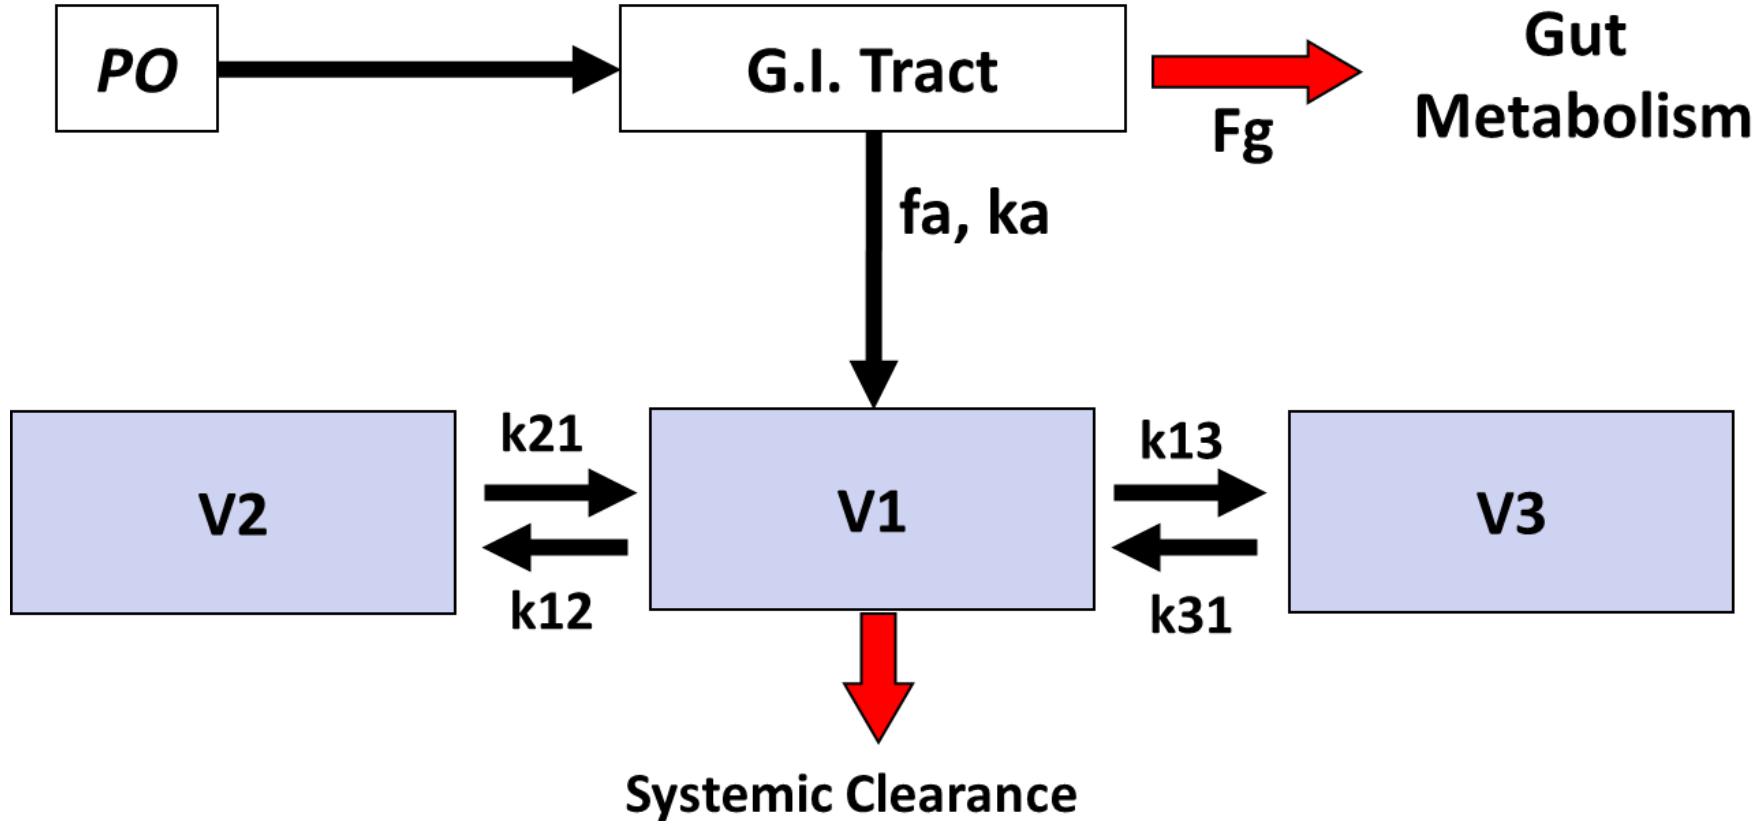 PO
G.I. Tract
Gut
Metabolism
Fg
fa, ka
k21
k13
V2
V1
V3
k12
k31
Systemic Clearance